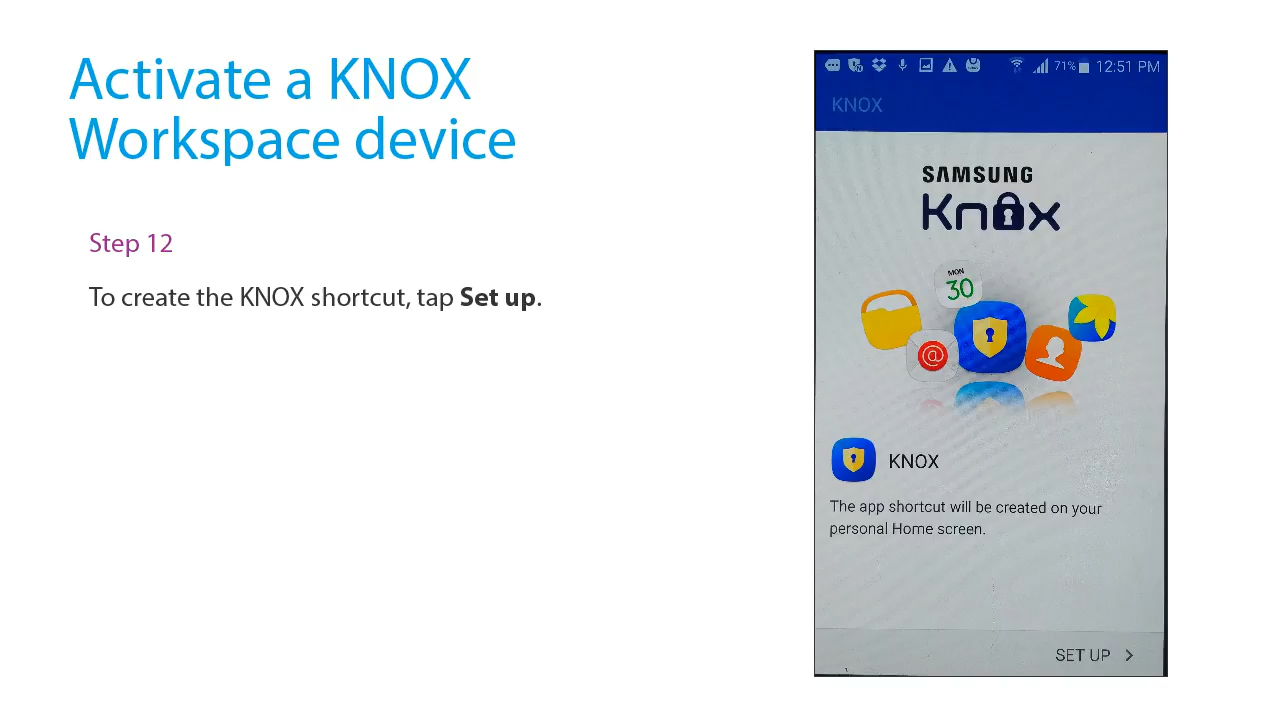 Activate a KNOX
Workspace device
Step 12
To create the KNOX shortcut, tap Set up.
71% 12:51 PM
KNOX
SAMSUNG
Knox
MON
30
@
KNOX
The app shortcut will be created on your
personal Home screen.
SET UP >